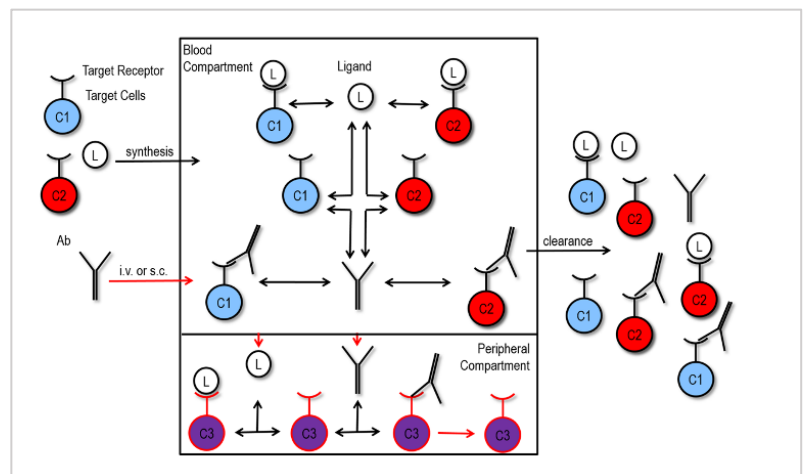 Blood
Compartment
Ligand
Target Receptor
Target Cells
L
L
L
C1
C1
C2
L
synthesis
C2
C1
C2
Ab
i.v. or s.c.
C1
C2
clearance
L
L
C1
C2
L
C2
C1
C2
C1
Peripheral
Compartment
L
L
C3
C3
C3
C3